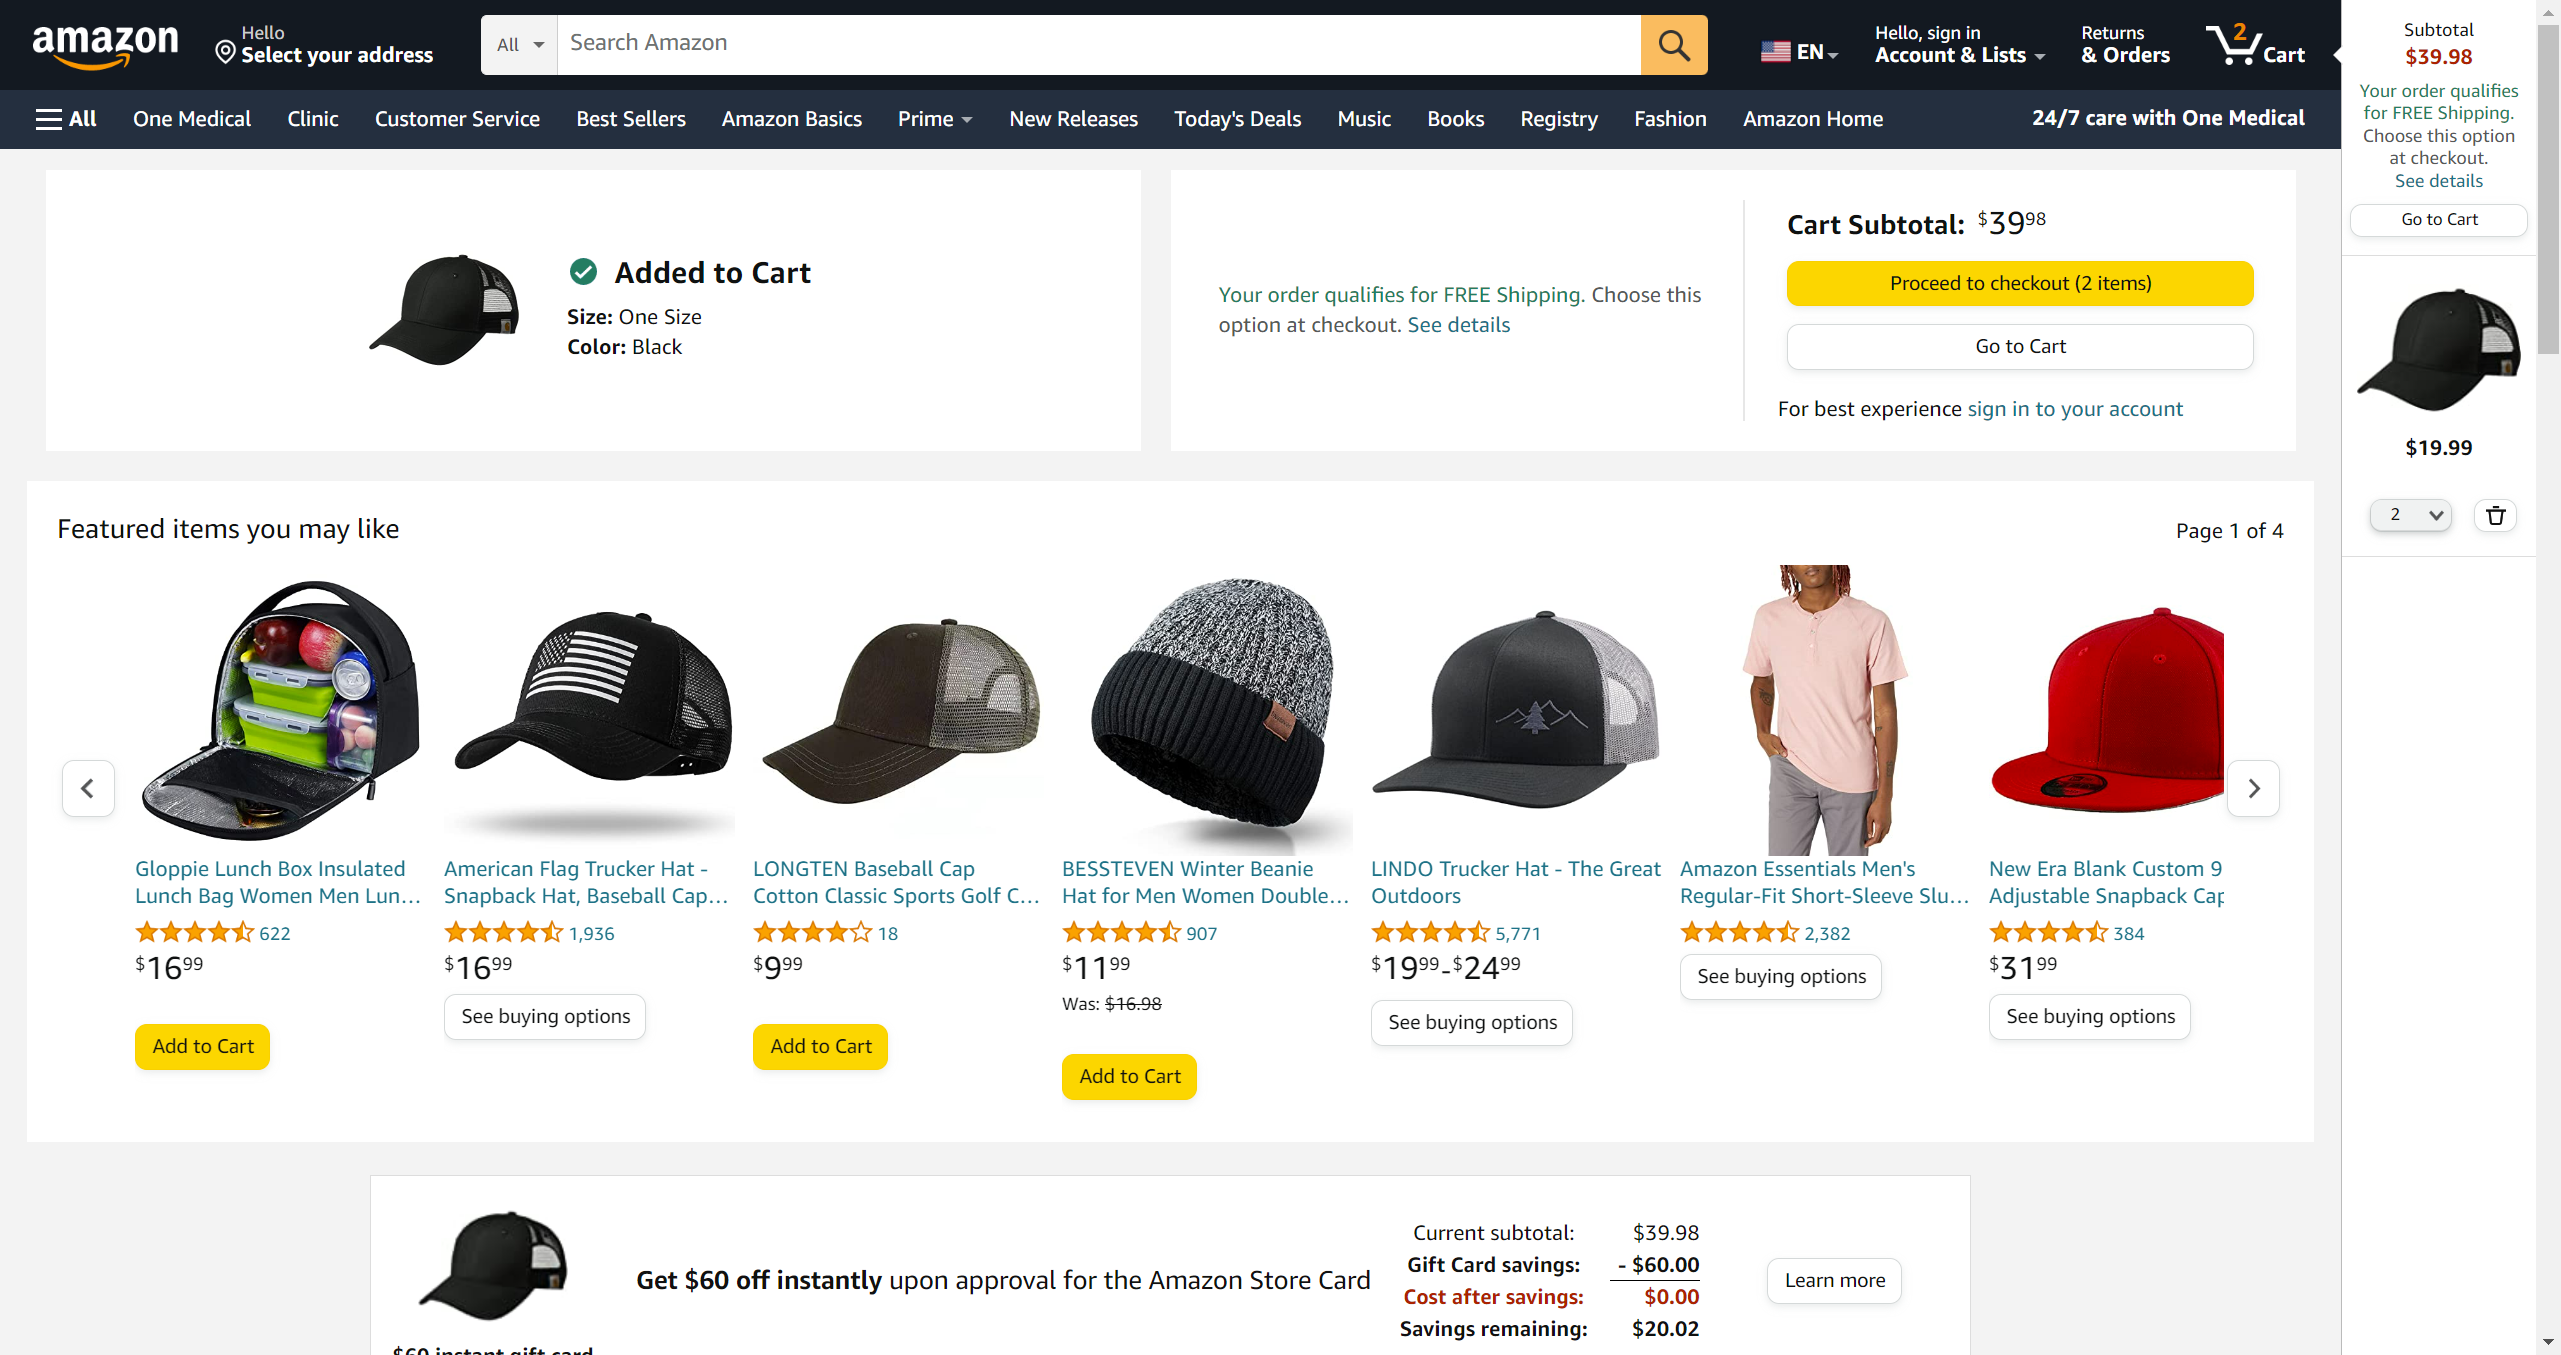 amazon
Hello
Select your address
All
Search Amazon
EN
Hello, sign in
Account & Lists
Returns
& Orders
2
Cart
All
One Medical
Clinic
Customer Service
Best Sellers
Amazon Basics
Prime
New Releases
Today's Deals
Music
Books
Registry
Fashion
Amazon Home
24/7 care with One Medical
Subtotal
$39.98
Your order qualifies
for FREE Shipping.
Choose this option
at checkout.
See details
Go to Cart
$19.99
2
Added to Cart
Size: One Size
Color: Black
Your order qualifies for FREE Shipping. Choose this
option at checkout. See details
Cart Subtotal: $39 98
Proceed to checkout (2 items)
Go to Cart
For best experience sign in to your account
Featured items you may like
Page 1 of 4
Gloppie Lunch Box Insulated
Lunch Bag Women Men Lun...
622
$16 99
Add to Cart
American Flag Trucker Hat -
Snapback Hat, Baseball Cap...
1,936
$16 99
See buying options
LONGTEN Baseball Cap
Cotton Classic Sports Golf C...
18
$9 99
Add to Cart
BESSTEVEN Winter Beanie
Hat for Men Women Double...
907
$11 99
Was: $16.98
Add to Cart
LINDO Trucker Hat - The Great
Outdoors
5,771
$19 99-$24 99
See buying options
Amazon Essentials Men's
Regular-Fit Short-Sleeve Slu...
2,382
See buying options
New Era Blank Custom 9
Adjustable Snapback Cap
384
$31 99
See buying options
Get $60 off instantly upon approval for the Amazon Store Card
Current subtotal: $39.98
Gift Card savings: - $60.00
Cost after savings: $0.00
Savings remaining: $20.02
Learn more
$60 instant gift card